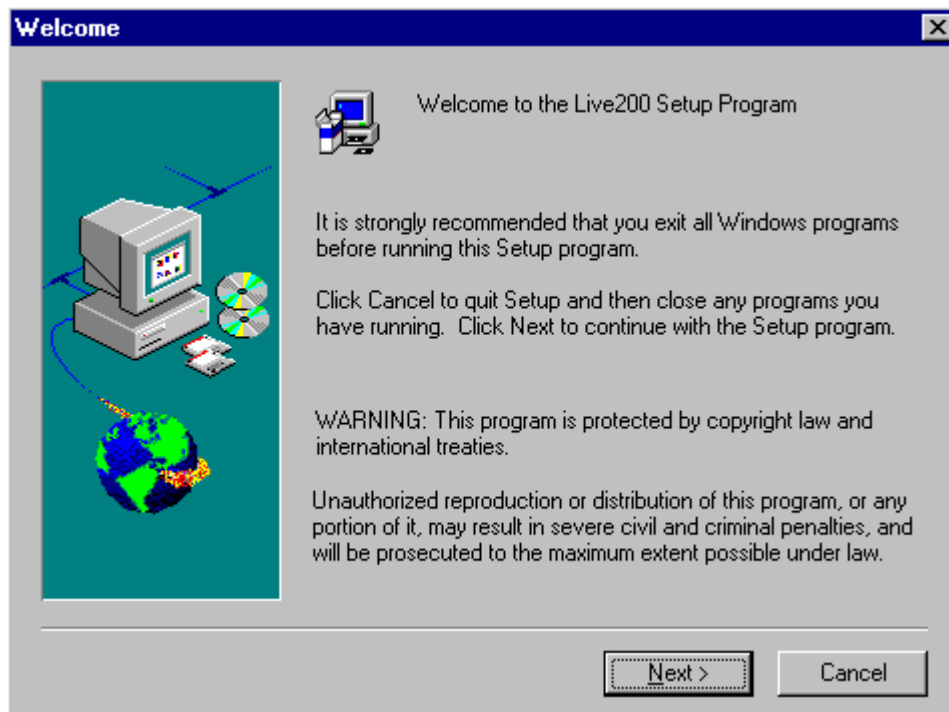 Welcome
Welcome to the Live200 Setup Program
It is strongly recommended that you exit all Windows programs
before running this Setup program.
Click Cancel to quit Setup and then close any programs you
have running.  Click Next to continue with the Setup program.
WARNING: This program is protected by copyright law and
international treaties.
Unauthorized reproduction or distribution of this program, or any
portion of it, may result in severe civil and criminal penalties, and
will be prosecuted to the maximum extent possible under law.
Next >
Cancel